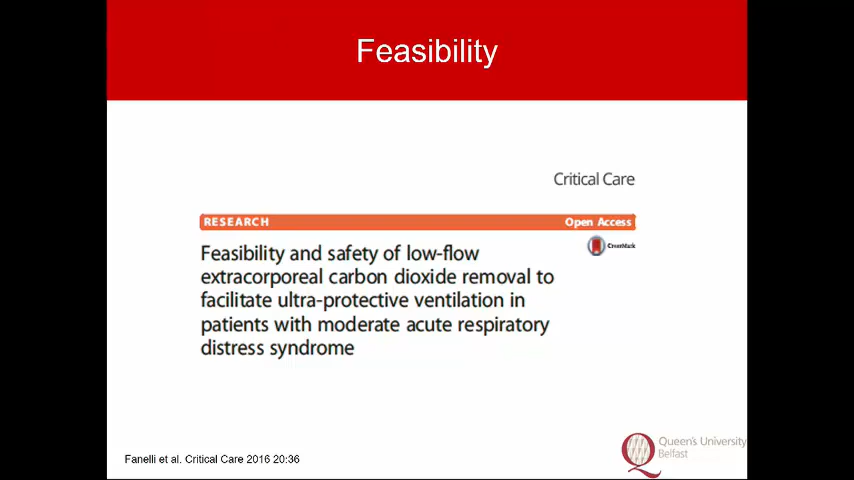 Feasibility
Critical Care
RESEARCH
Open Access
CrossMark
Feasibility and safety of low-flow
extracorporeal carbon dioxide removal to
facilitate ultra-protective ventilation in
patients with moderate acute respiratory
distress syndrome
Queen's University
Belfast
Fanelli et al. Critical Care 2016 20:36